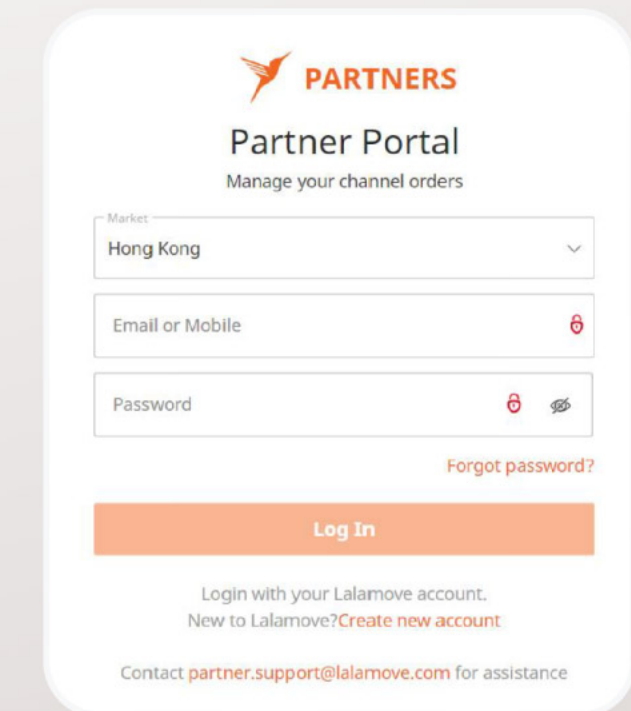 PARTNERS
Partner Portal
Manage your channel orders
Market
Hong Kong
Email or Mobile
Password
Forgot password?
Log In
Login with your Lalamove account.
New to Lalamove?Create new account
Contact partner.support@lalamove.com for assistance